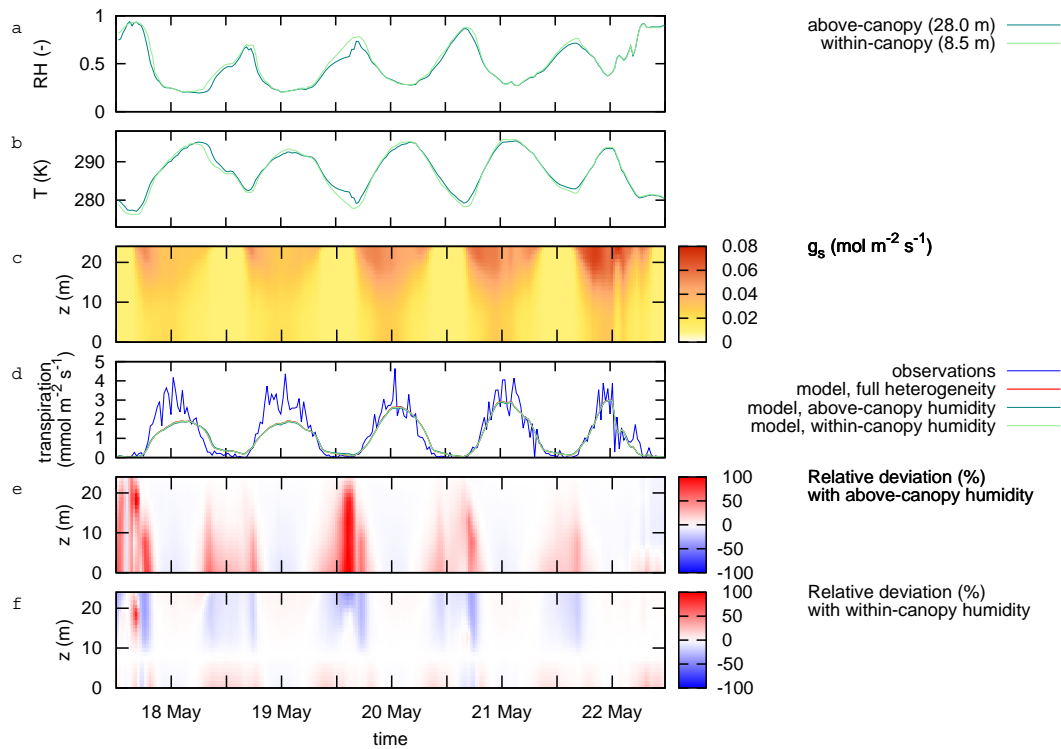 a
RH (-)
1
0.5
0
above-canopy (28.0 m)
within-canopy (8.5 m)
b
T (K)
290
280
c
z (m)
20
10
0
0.08
0.06
0.04
0.02
0
g_s (mol m^-2 s^-1)
d
transpiration
(mmol m^-2 s^-1)
5
4
3
2
1
0
observations
model, full heterogeneity
model, above-canopy humidity
model, within-canopy humidity
e
z (m)
20
10
0
100
50
0
-50
-100
Relative deviation (%)
with above-canopy humidity
f
z (m)
20
10
0
100
50
0
-50
-100
Relative deviation (%)
with within-canopy humidity
18 May 19 May 20 May 21 May 22 May
time